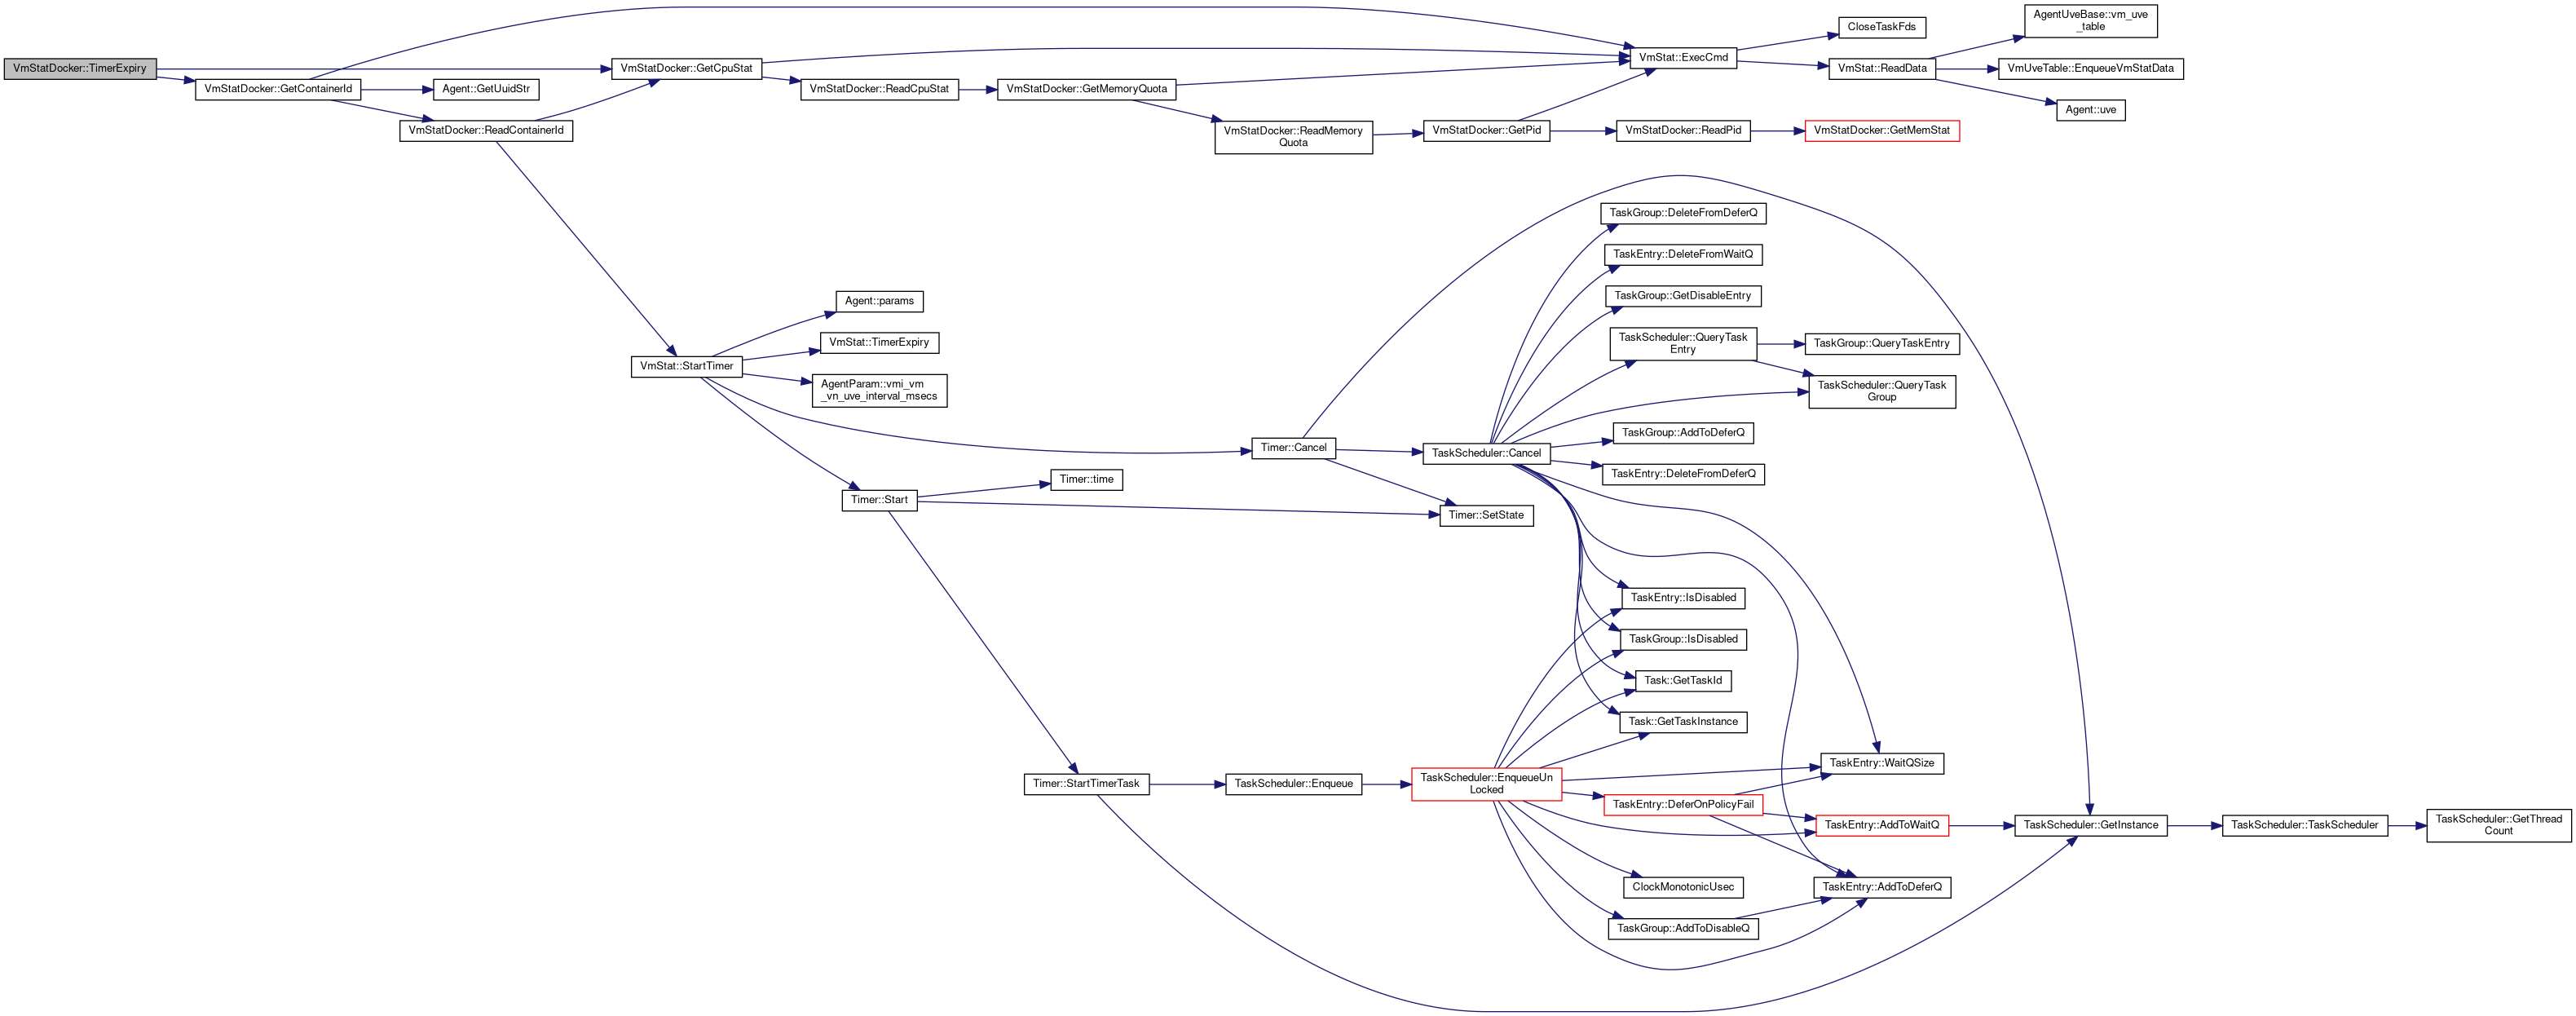 VmStatDocker::TimerExpiry
VmStatDocker::GetContainerId
Agent::GetUuidStr
VmStatDocker::ReadContainerId
VmStatDocker::GetCpuStat
VmStatDocker::ReadCpuStat
VmStatDocker::GetMemoryQuota
VmStatDocker::ReadMemory
Quota
VmStatDocker::GetPid
VmStat::ExecCmd
VmStatDocker::ReadPid
CloseTaskFds
VmStat::ReadData
VmStatDocker::GetMemStat
AgentUveBase::vm_uve
_table
VmUveTable::EnqueueVmStatData
Agent::uve
VmStat::StartTimer
Agent::params
VmStat::TimerExpiry
AgentParam::vmi_vm
_vn_uve_interval_msecs
Timer::Start
Timer::Cancel
Timer::time
Timer::SetState
TaskScheduler::Cancel
TaskGroup::DeleteFromDeferQ
TaskEntry::DeleteFromWaitQ
TaskGroup::GetDisableEntry
TaskScheduler::QueryTask
Entry
TaskGroup::QueryTaskEntry
TaskScheduler::QueryTask
Group
TaskGroup::AddToDeferQ
TaskEntry::DeleteFromDeferQ
TaskEntry::IsDisabled
TaskGroup::IsDisabled
Task::GetTaskId
Task::GetTaskInstance
Timer::StartTimerTask
TaskScheduler::Enqueue
TaskScheduler::EnqueueUn
Locked
TaskEntry::DeferOnPolicyFail
TaskEntry::WaitQSize
TaskEntry::AddToWaitQ
ClockMonotonicUsec
TaskEntry::AddToDeferQ
TaskGroup::AddToDisableQ
TaskScheduler::GetInstance
TaskScheduler::TaskScheduler
TaskScheduler::GetThread
Count